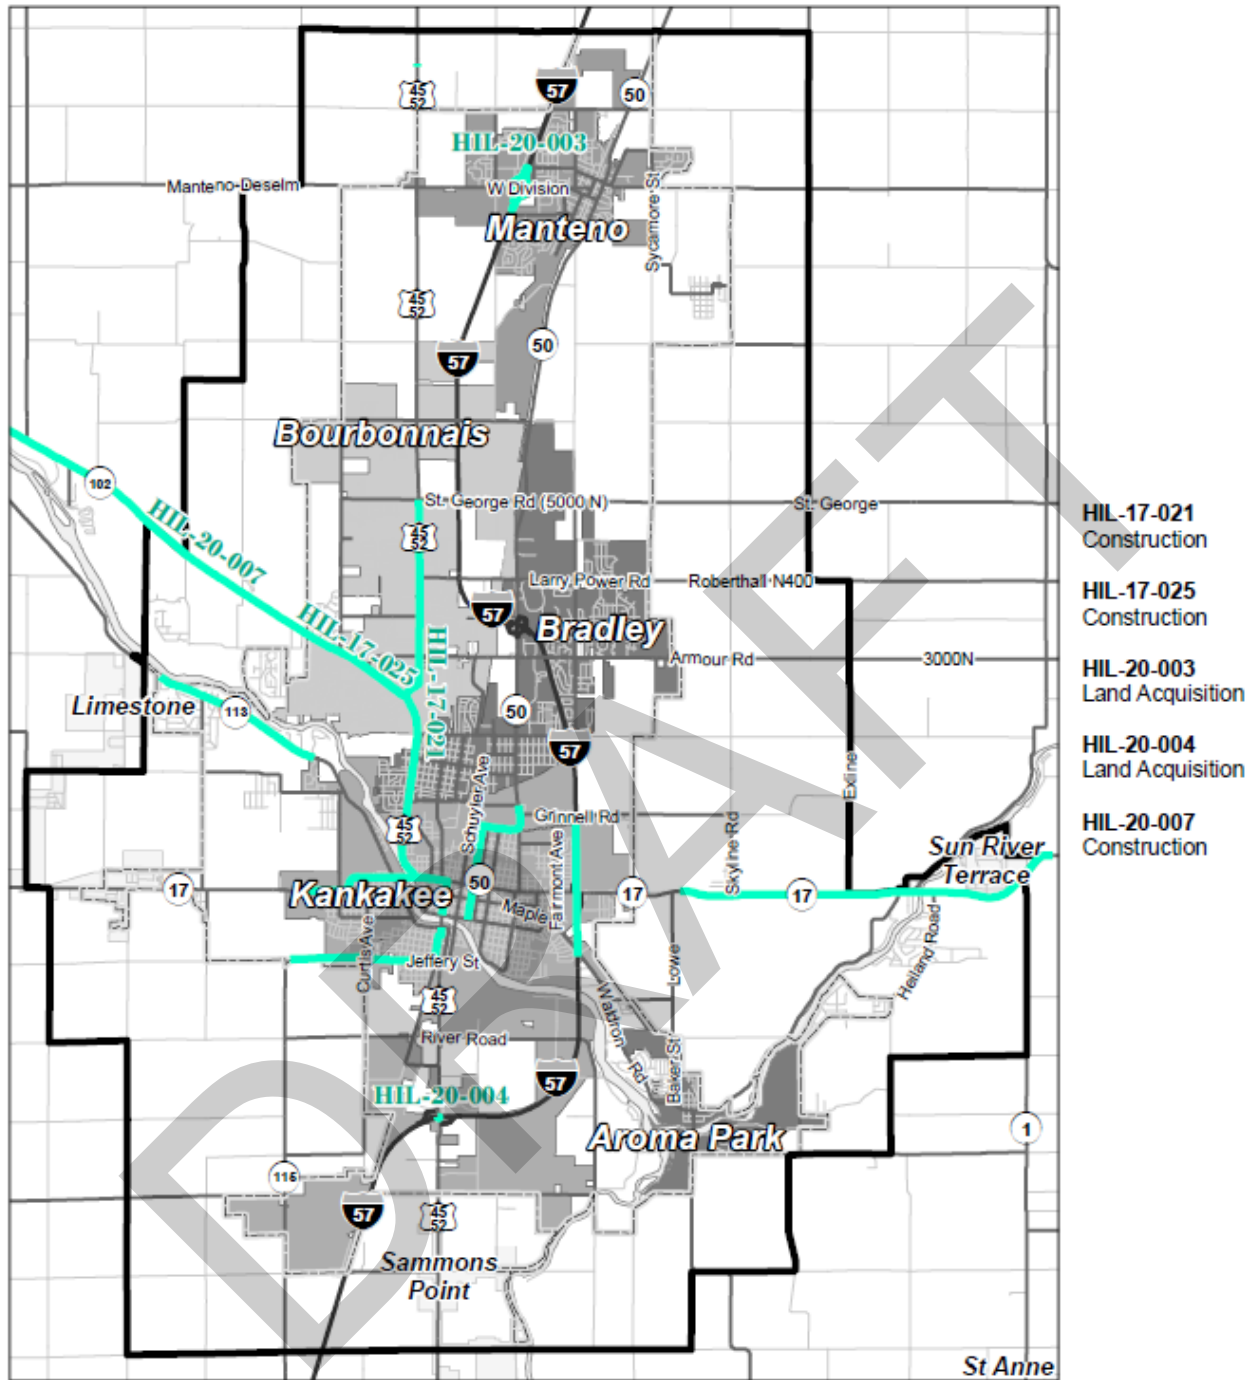 45
52
57
50
HIL-20-003
Manteno-Deselm
W Division
Manteno
Sycamore St
45
52
57
50
Bourbonnais
102
St. George Rd (5000 N)
St. George
45
52
HIL-20-007
Larry Power Rd
Roberthall N400
57
Bradley
HIL-17-025
HIL-17-021
Armour Rd
3000N
Limestone
113
50
57
Schuyler Ave
Exline
45
52
Grinnell Rd
Fairmont Ave
Skyline Rd
Sun River
Terrace
17
Kankakee
50
Maple
17
17
Curtis Ave
Jeffery St
Lowe
Heiland Road
45
52
Waldron Rd
River Road
Baker St
57
HIL-20-004
Aroma Park
1
115
57
45
52
Sammons
Point
St Anne
DRAFT
HIL-17-021
Construction
HIL-17-025
Construction
HIL-20-003
Land Acquisition
HIL-20-004
Land Acquisition
HIL-20-007
Construction